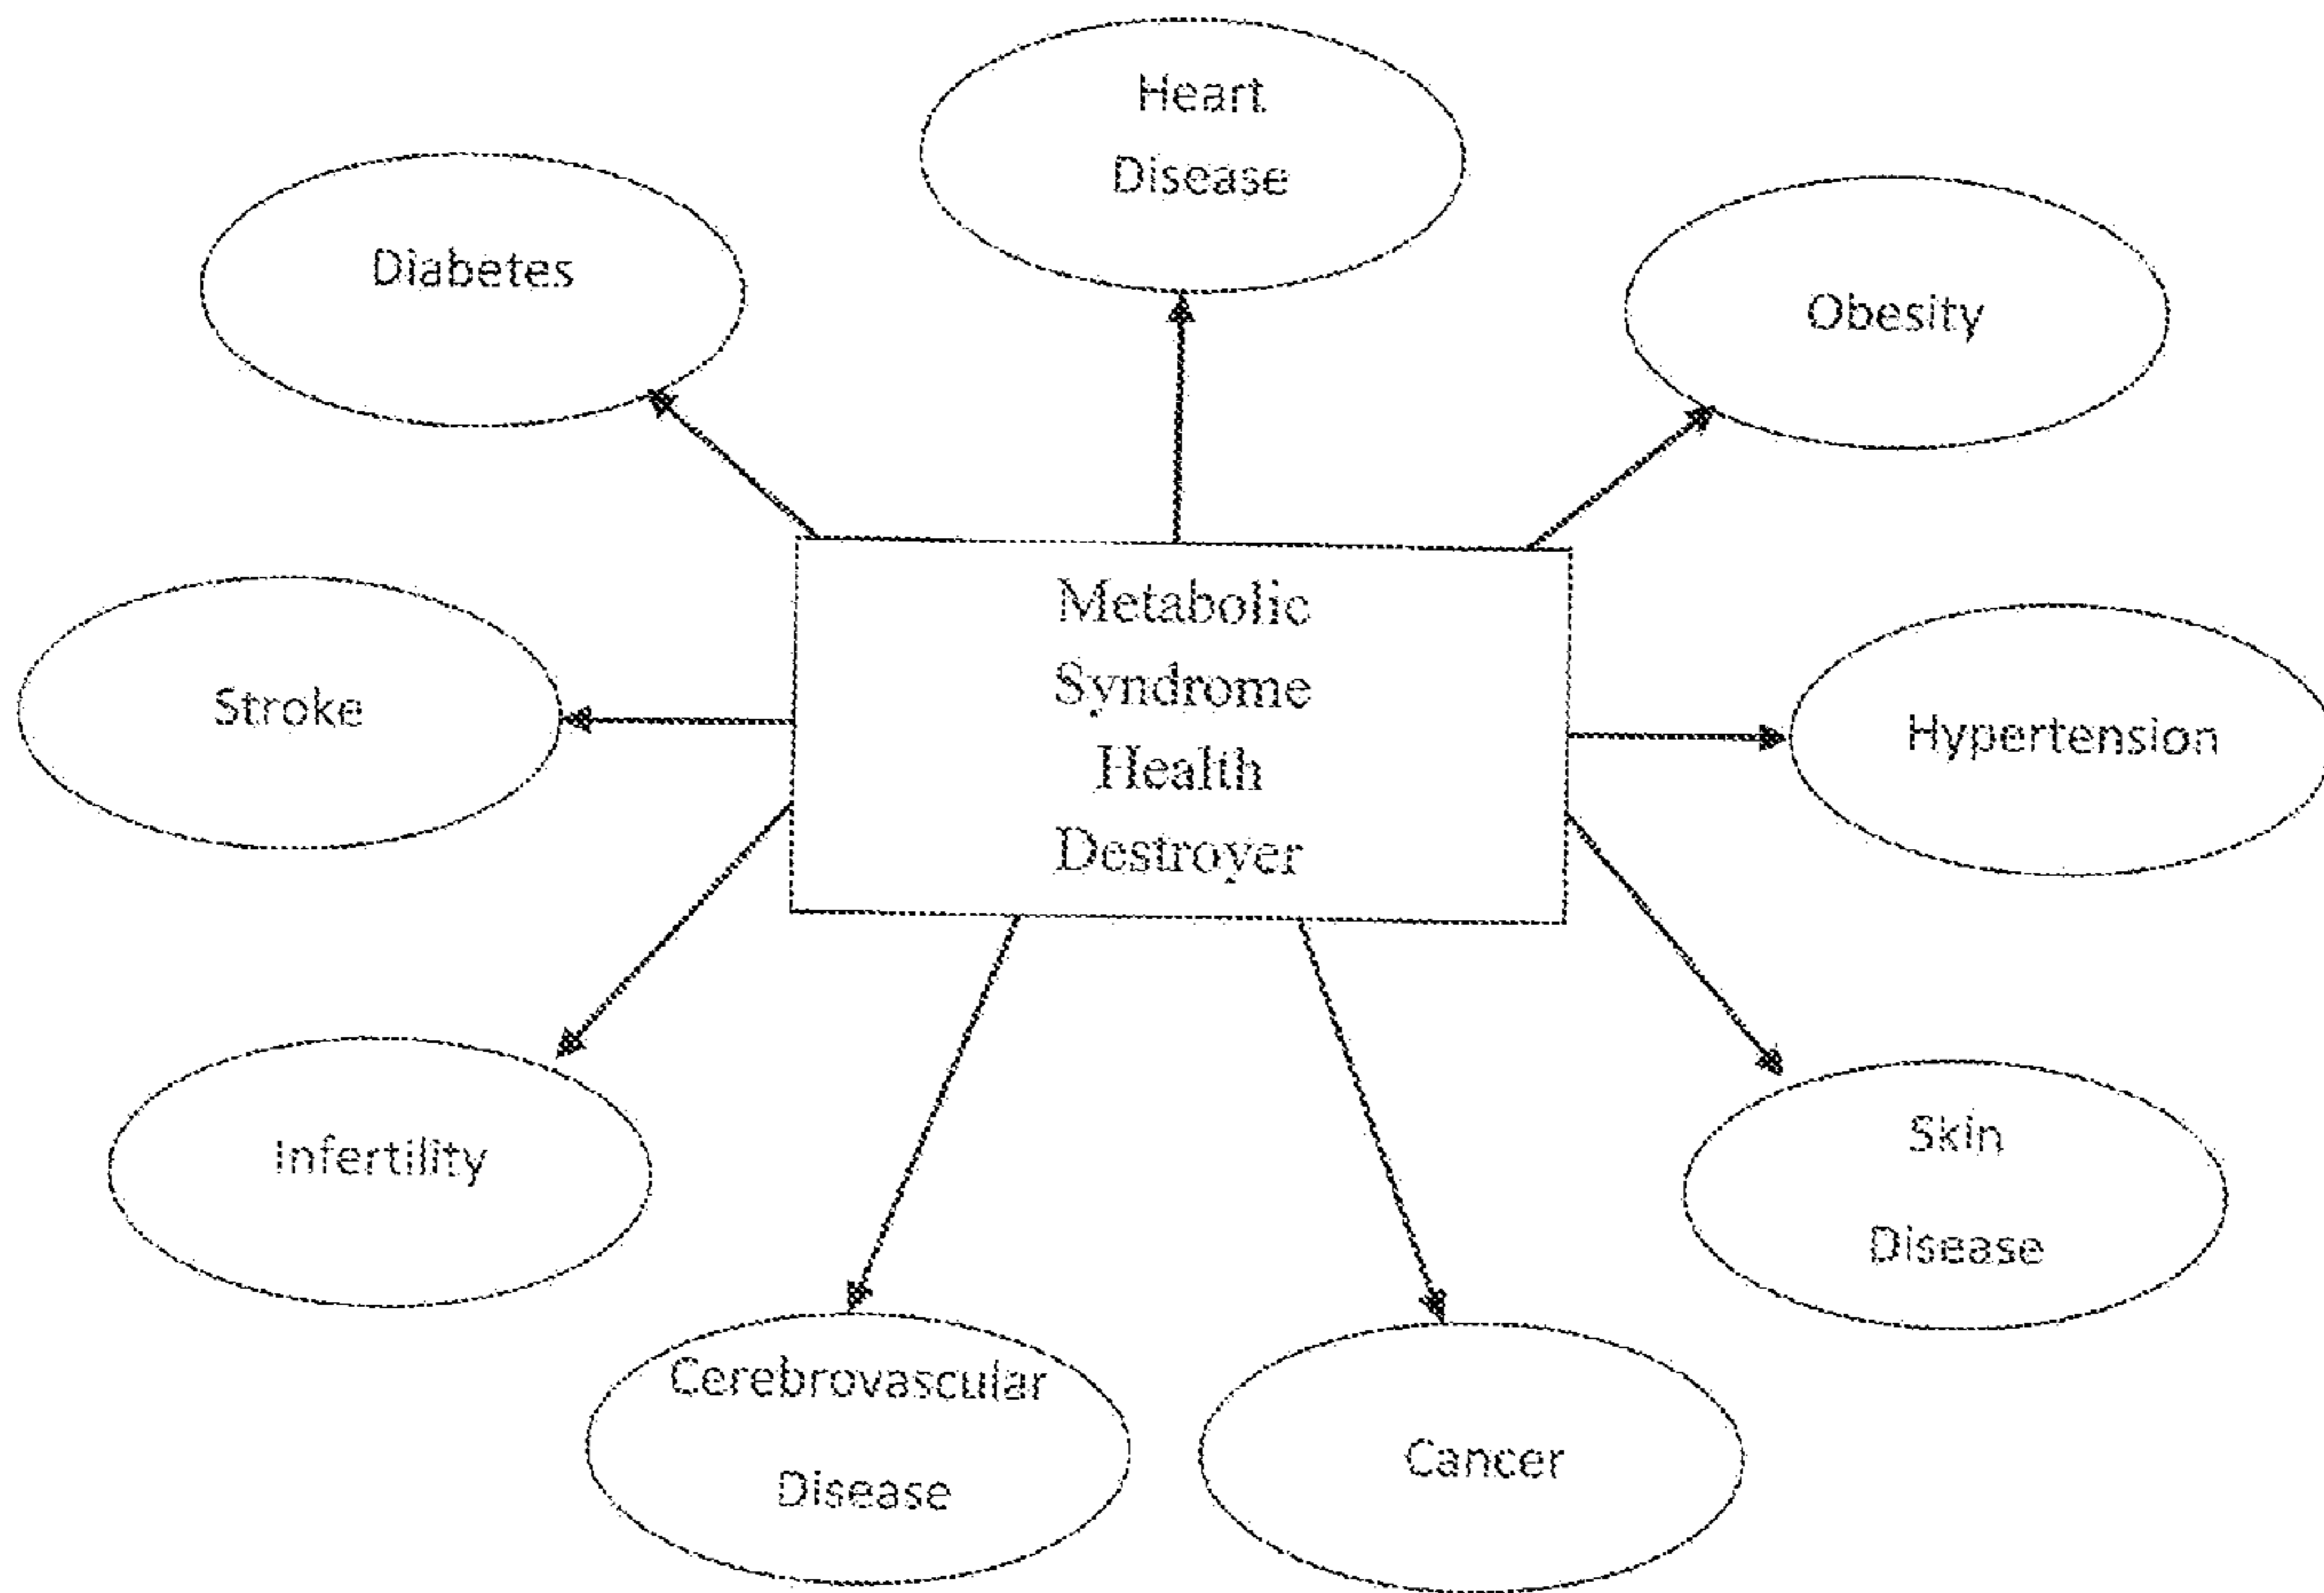 Heart
Disease
Diabetes
Obesity
Metabolic
Syndrome
Health
Destroyer
Stroke
Hypertension
Infertility
Skin
Disease
Cerebrovascular
Disease
Cancer